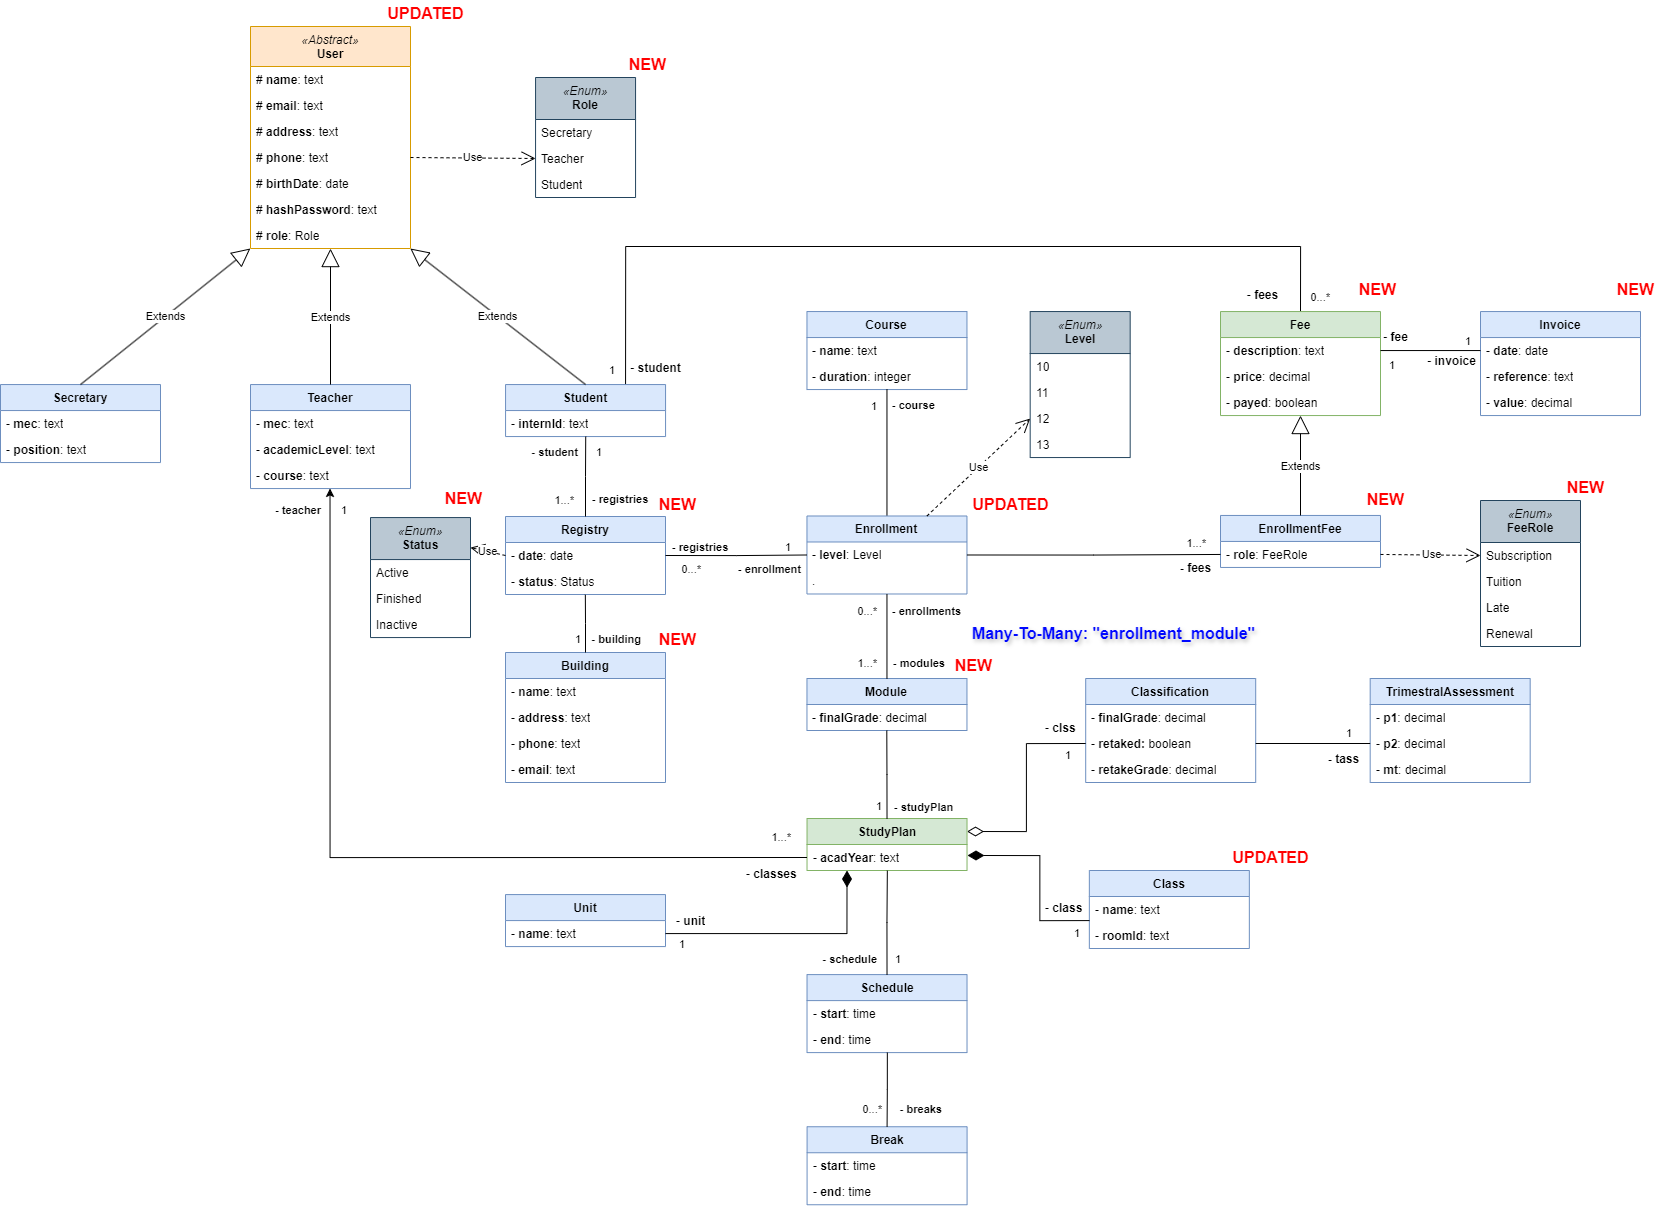 UPDATED
«Abstract»
User
# name: text
# email: text
# address: text
# phone: text
# birthDate: date
# hashPassword: text
# role: Role
Use
NEW
«Enum»
Role
Secretary
Teacher
Student
Extends
Extends
Extends
Secretary
- mec: text
- position: text
Teacher
- mec: text
- academicLevel: text
- course: text
- teacher
1
Student
- internId: text
1
- student
- student
1
1...*
- registries
NEW
«Enum»
Status
Active
Finished
Inactive
Use
NEW
Registry
- date: date
- status: Status
- registries
0...*
1
- enrollment
1
- building
NEW
Building
- name: text
- address: text
- phone: text
- email: text
Course
- name: text
- duration: integer
1
- course
«Enum»
Level
10
11
12
13
Use
UPDATED
Enrollment
- level: Level
.
0...*
- enrollments
Many-To-Many: "enrollment_module"
1...*
- modules
NEW
Module
- finalGrade: decimal
1
- studyPlan
- fees
0...*
NEW
Fee
- description: text
- price: decimal
- payed: boolean
- fee
1
1
- invoice
NEW
Invoice
- date: date
- reference: text
- value: decimal
Extends
NEW
EnrollmentFee
- role: FeeRole
1...*
- fees
Use
NEW
«Enum»
FeeRole
Subscription
Tuition
Late
Renewal
Classification
- finalGrade: decimal
- retaked: boolean
- retakeGrade: decimal
- clss
1
1
- tass
TrimestralAssessment
- p1: decimal
- p2: decimal
- mt: decimal
StudyPlan
- acadYear: text
1...*
- classes
UPDATED
Class
- name: text
- roomId: text
- class
1
Unit
- name: text
- unit
1
- schedule
1
Schedule
- start: time
- end: time
0...*
- breaks
Break
- start: time
- end: time